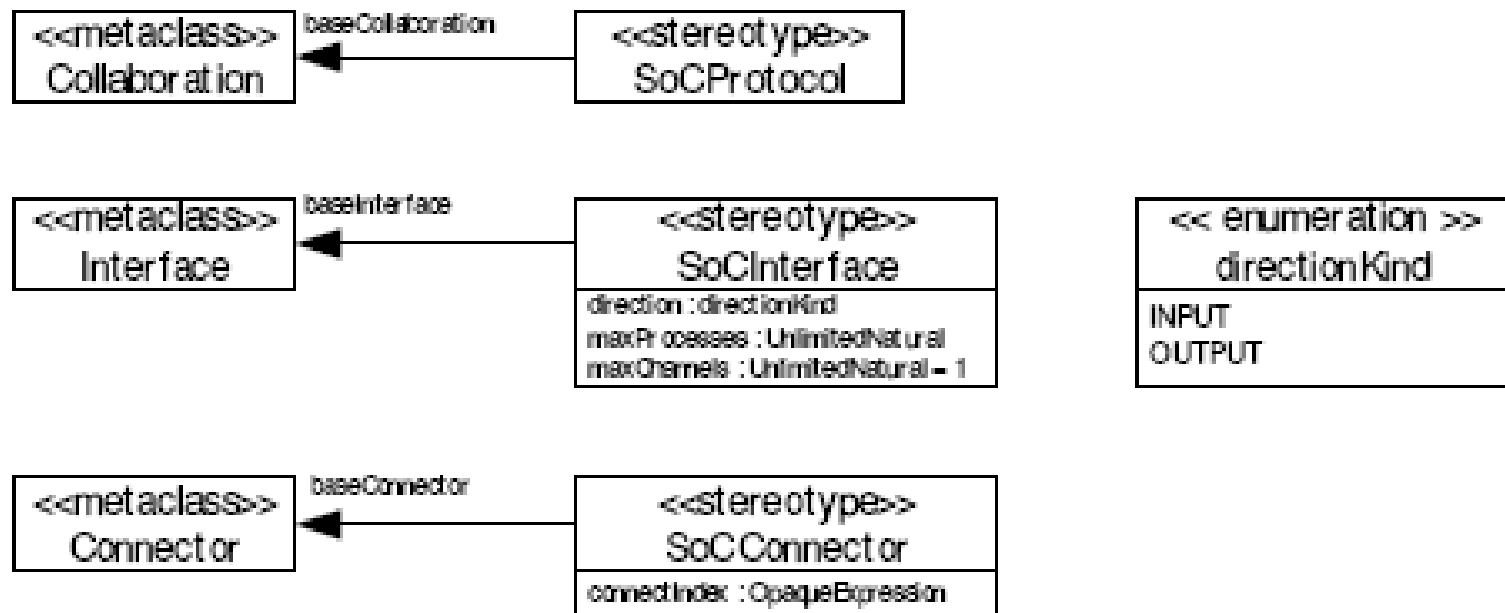 <<metaclass>>
Collaboration
baseCollaboration
<<stereotype>>
SoCProtocol
<<metaclass>>
Interface
baseInterface
<<stereotype>>
SoCInterface
direction : directionKind
maxProcesses : UnlimitedNatural
maxChannels : UnlimitedNatural = 1
<< enumeration >>
directionKind
INPUT
OUTPUT
<<metaclass>>
Connector
baseConnector
<<stereotype>>
SoCConnector
connectIndex : OpaqueExpression